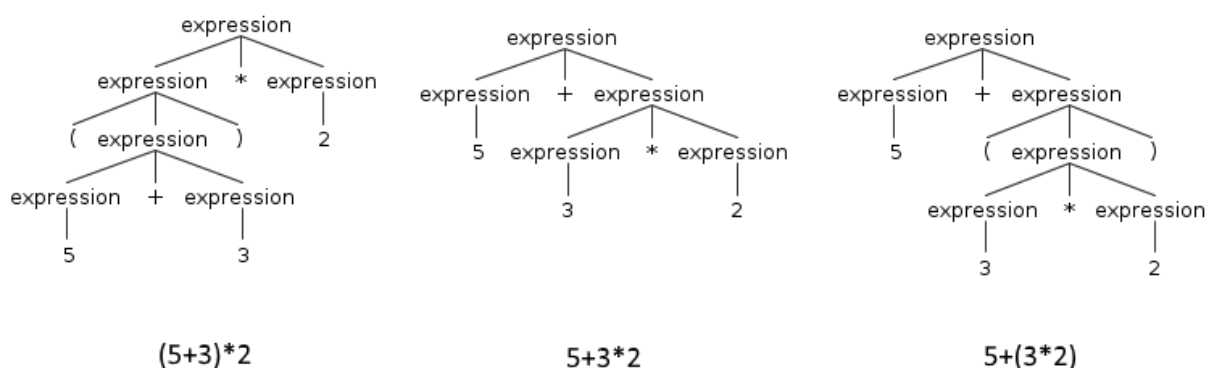 expression
expression * expression
( expression ) 2
expression + expression
5 3
(5+3)*2
expression
expression + expression
5 expression * expression
3 2
5+3*2
expression
expression + expression
5 ( expression )
expression * expression
3 2
5+(3*2)